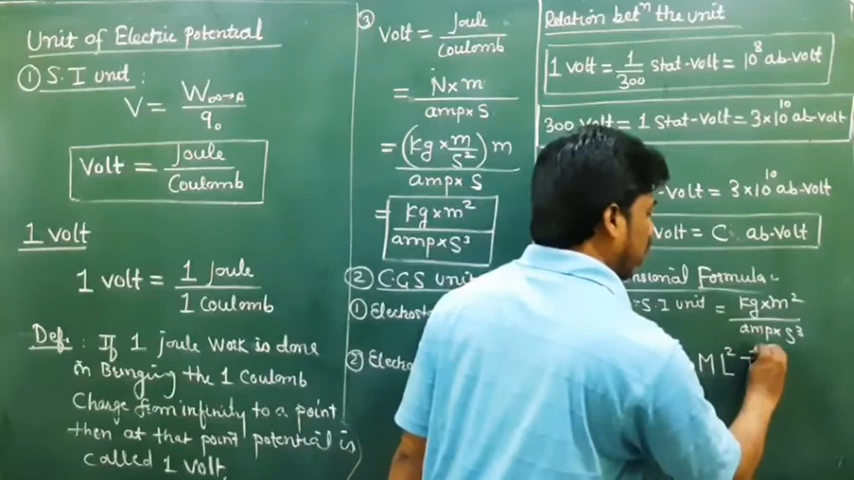 Unit of Electric potential
① S.I unit :
V = W∞→A / q₀
Volt = Joule / Coulomb
1 Volt
1 Volt = 1 Joule / 1 Coulomb
Def: If 1 Joule Work is done
in Bringing the 1 Coulomb
Charge from infinity to a point
then at that point potential is
called 1 Volt.
③ Volt = Joule / Coulomb
= N×m / amp×S
= (kg × m/S²) m / amp×S
= kg×m² / amp×S³
② C.G.S unit
①
②
Relation betⁿ the unit
1 Volt = 1/300 Stat-Volt = 10⁸ ab-Volt
300 Volt = 1 Stat-Volt = 3×10¹⁰ ab-Volt
-Volt = 3×10¹⁰ ab-Volt
Volt = C ab-Volt
Formula
S.I unit = kg×m² / amp×S³
M L²